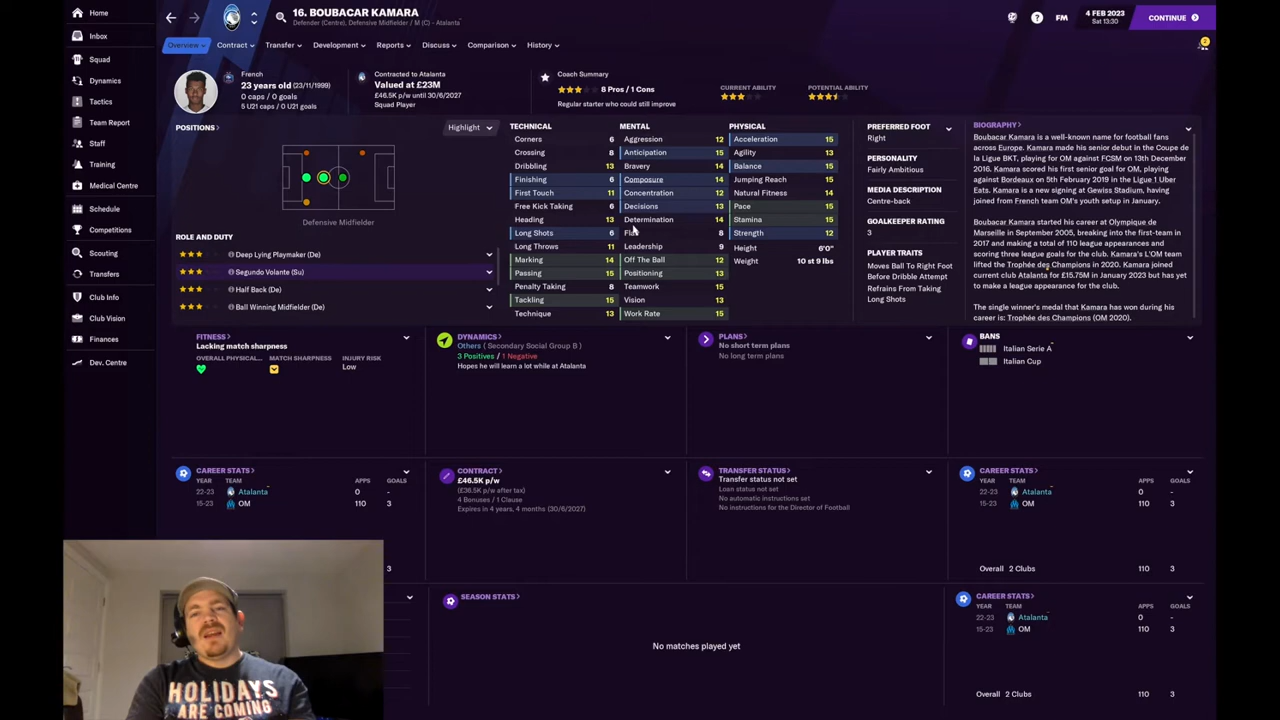 Home
Inbox
Squad
Dynamics
Tactics
Team Report
Staff
Training
Medical Centre
Schedule
Competitions
Scouting
Transfers
Club Info
Club Vision
Finances
Dev. Centre
16. BOUBACAR KAMARA
Defender (Centre), Defensive Midfielder / M (C) - Atalanta
FM
4 FEB 2023
Sat 13:30
CONTINUE
Overview
Contract
Transfer
Development
Reports
Discuss
Comparison
History
2
French
23 years old (23/11/1999)
0 caps / 0 goals
5 U21 caps / 0 U21 goals
Contracted to Atalanta
Valued at £23M
£46.5K p/w until 30/6/2027
Squad Player
Coach Summary
8 Pros / 1 Cons
Regular starter who could still improve
CURRENT ABILITY
POTENTIAL ABILITY
POSITIONS
Highlight
Defensive Midfielder
ROLE AND DUTY
Deep Lying Playmaker (De)
Segundo Volante (Su)
Half Back (De)
Ball Winning Midfielder (De)
TECHNICAL
Corners 6
Crossing 8
Dribbling 13
Finishing 6
First Touch 11
Free Kick Taking 6
Heading 13
Long Shots 6
Long Throws 11
Marking 14
Passing 15
Penalty Taking 8
Tackling 15
Technique 13
MENTAL
Aggression 12
Anticipation 15
Bravery 14
Composure 14
Concentration 12
Decisions 13
Determination 14
8
Leadership 9
Off The Ball 12
Positioning 13
Teamwork 15
Vision 13
Work Rate 15
PHYSICAL
Acceleration 15
Agility 13
Balance 15
Jumping Reach 15
Natural Fitness 14
Pace 15
Stamina 15
Strength 12
Height 6'0"
Weight 10 st 9 lbs
PREFERRED FOOT
Right
PERSONALITY
Fairly Ambitious
MEDIA DESCRIPTION
Centre-back
GOALKEEPER RATING
3
PLAYER TRAITS
Moves Ball To Right Foot
Before Dribble Attempt
Refrains From Taking
Long Shots
BIOGRAPHY
Boubacar Kamara is a well-known name for football fans
across Europe. Kamara made his senior debut in the Coupe de
la Ligue BKT, playing for OM against FCSM on 13th December
2016. Kamara scored his first senior goal for OM, playing
against Bordeaux on 5th February 2019 in the Ligue 1 Uber
Eats. Kamara is a new signing at Gewiss Stadium, having
joined from French team OM's youth setup in January.
Boubacar Kamara started his career at Olympique de
Marseille in September 2005, breaking into the first-team in
2017 and making a total of 110 league appearances and
scoring three league goals for the club. Kamara's L'OM team
lifted the Trophée des Champions in 2020. Kamara joined
current club Atalanta for £15.75M in January 2023 but has yet
to make a league appearance for the club.
The single winner's medal that Kamara has won during his
career is: Trophée des Champions (OM 2020).
FITNESS
Lacking match sharpness
OVERALL PHYSICAL...
MATCH SHARPNESS
INJURY RISK
Low
DYNAMICS
Others ( Secondary Social Group B )
3 Positives / 1 Negative
Hopes he will learn a lot while at Atalanta
PLANS
No short term plans
No long term plans
BANS
Italian Serie A
Italian Cup
CAREER STATS
YEAR TEAM APPS GOALS
22-23 Atalanta 0 -
15-23 OM 110 3
3
CONTRACT
£46.5K p/w
(£36.5K p/w after tax)
4 Bonuses / 1 Clause
Expires in 4 years, 4 months (30/6/2027)
TRANSFER STATUS
Transfer status not set
Loan status not set
No automatic instructions set
No instructions for the Director of Football
CAREER STATS
YEAR TEAM APPS GOALS
22-23 Atalanta 0 -
15-23 OM 110 3
Overall 2 Clubs 110 3
SEASON STATS
No matches played yet
CAREER STATS
YEAR TEAM APPS GOALS
22-23 Atalanta 0 -
15-23 OM 110 3
Overall 2 Clubs 110 3
HOLIDAYS
ARE COMING